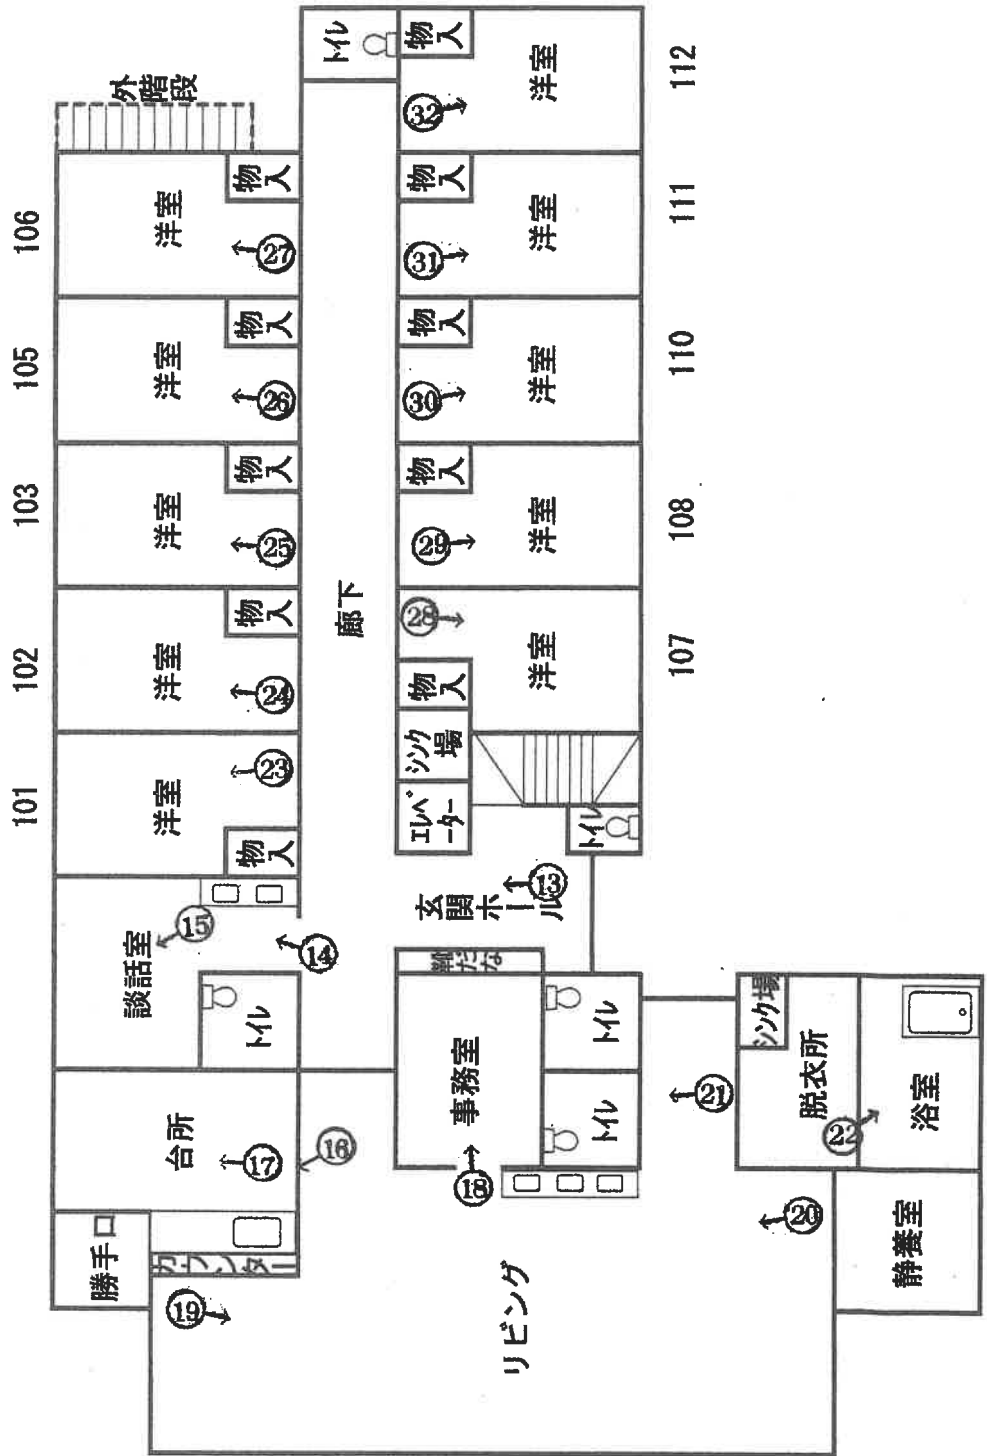 101
102
103
105
106
勝手口
台所
談話室
洋室
洋室
洋室
洋室
洋室
外階段
物入
物入
物入
物入
物入
カウンター
トイレ
⑮
⑰
⑲
⑯
⑭
㉓
㉔
㉕
㉖
㉗
廊下
トイレ
リビング
⑱
事務室
靴だな
玄関ホール
⑬
エレベーター
シンク場
物入
物入
物入
物入
物入
㉘
㉙
㉚
㉛
㉜
トイレ
トイレ
トイレ
洋室
洋室
洋室
洋室
洋室
107
108
110
111
112
⑳
㉑
シンク場
脱衣所
㉒
静養室
浴室